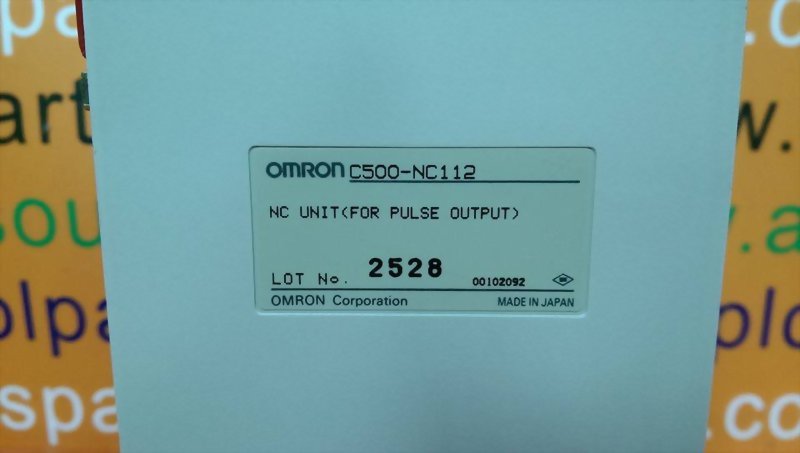 OMRON C500-NC112
NC UNIT(FOR PULSE OUTPUT)
LOT No. 2528 00102092
OMRON Corporation MADE IN JAPAN